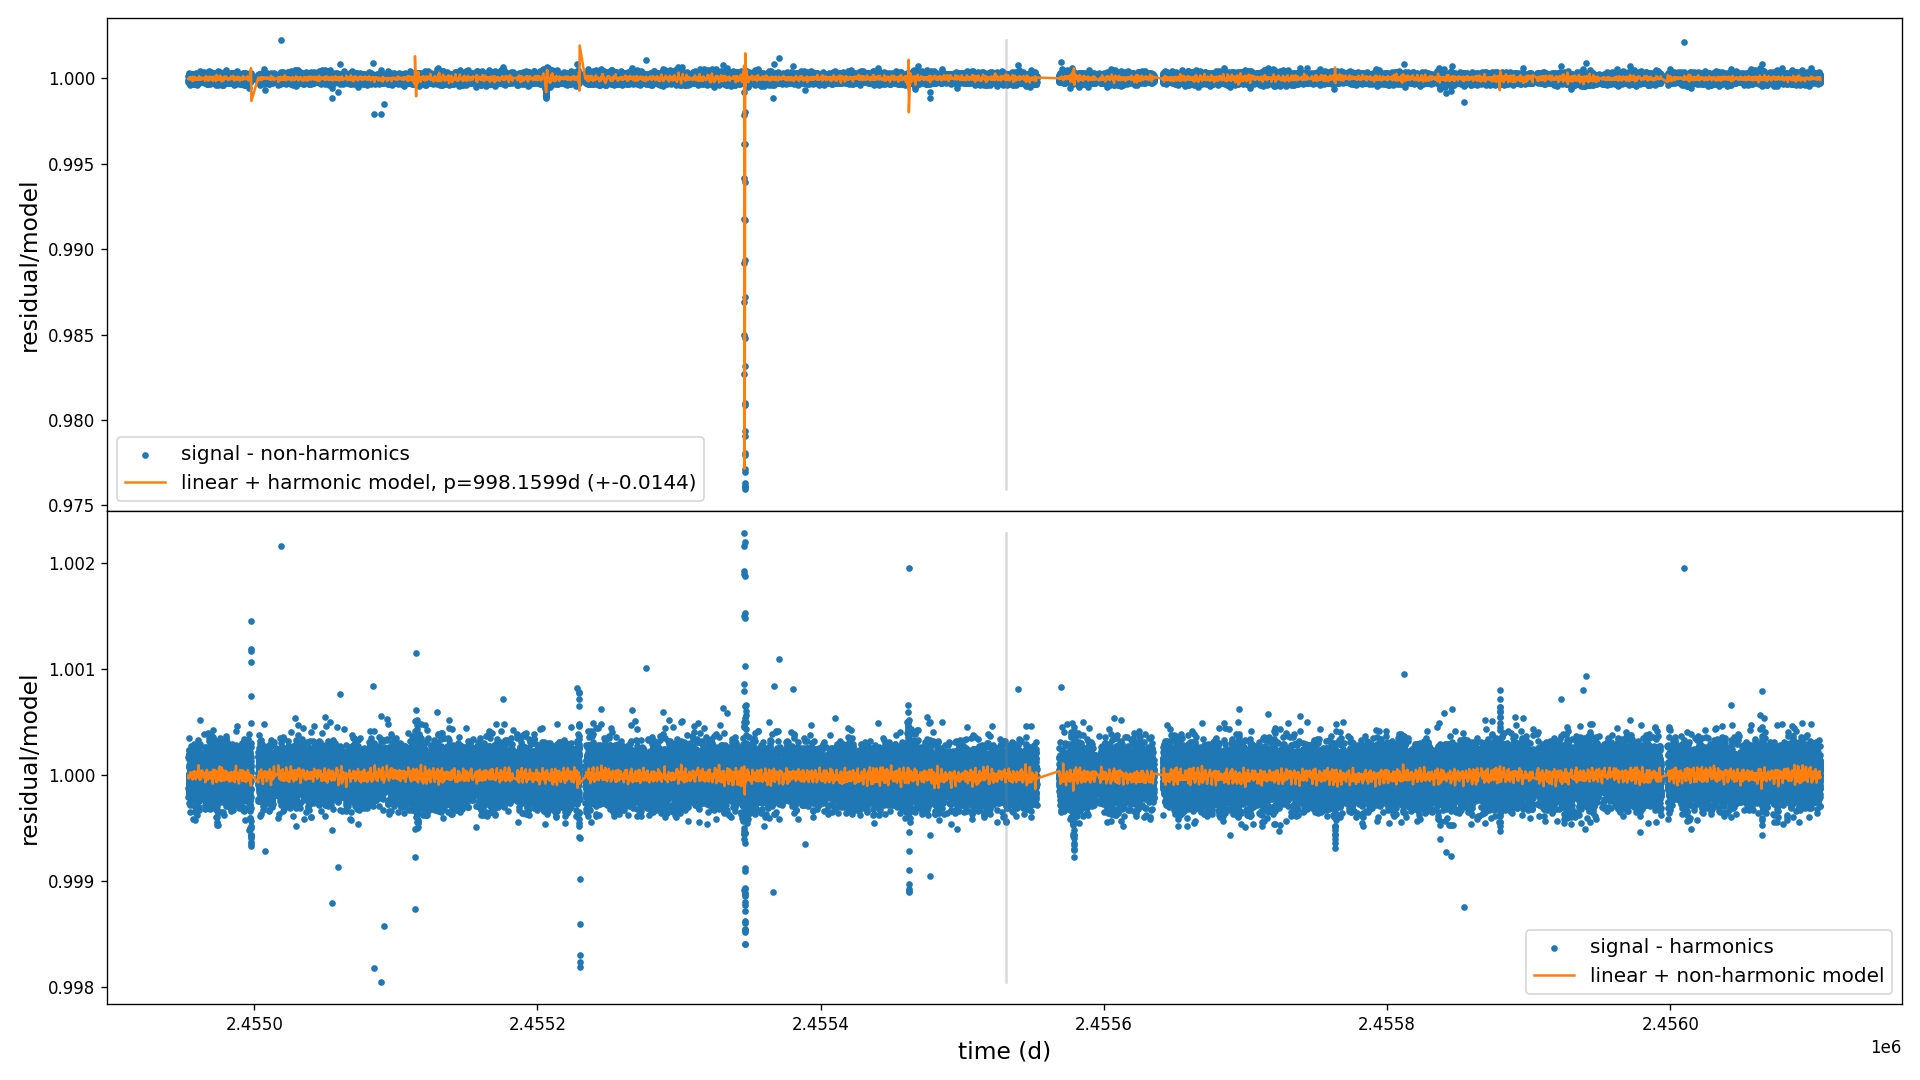 1.000
0.995
0.990
0.985
0.980
0.975
residual/model
signal - non-harmonics
linear + harmonic model, p=998.1599d (+-0.0144)
1.002
1.001
1.000
0.999
0.998
residual/model
signal - harmonics
linear + non-harmonic model
2.4550 2.4552 2.4554 2.4556 2.4558 2.4560
time (d)
1e6